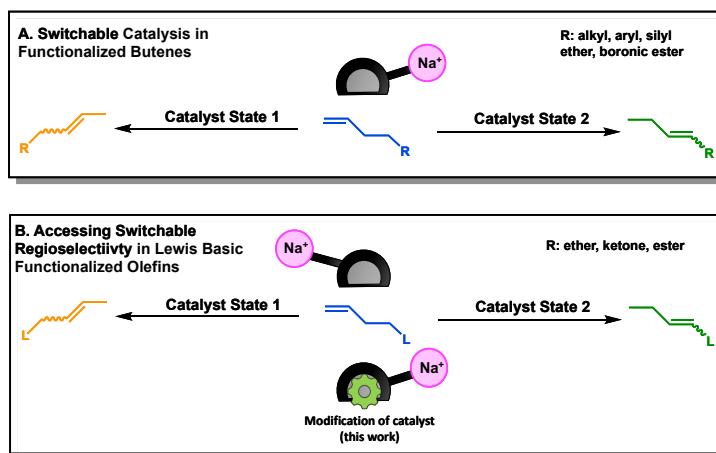 A. Switchable Catalysis in
Functionalized Butenes
R: alkyl, aryl, silyl
ether, boronic ester
Na+
Catalyst State 1
Catalyst State 2
R
R
R
B. Accessing Switchable
Regioselectiivty in Lewis Basic
Functionalized Olefins
Na+
R: ether, ketone, ester
Catalyst State 1
Catalyst State 2
L
L
L
Na+
Modification of catalyst
(this work)